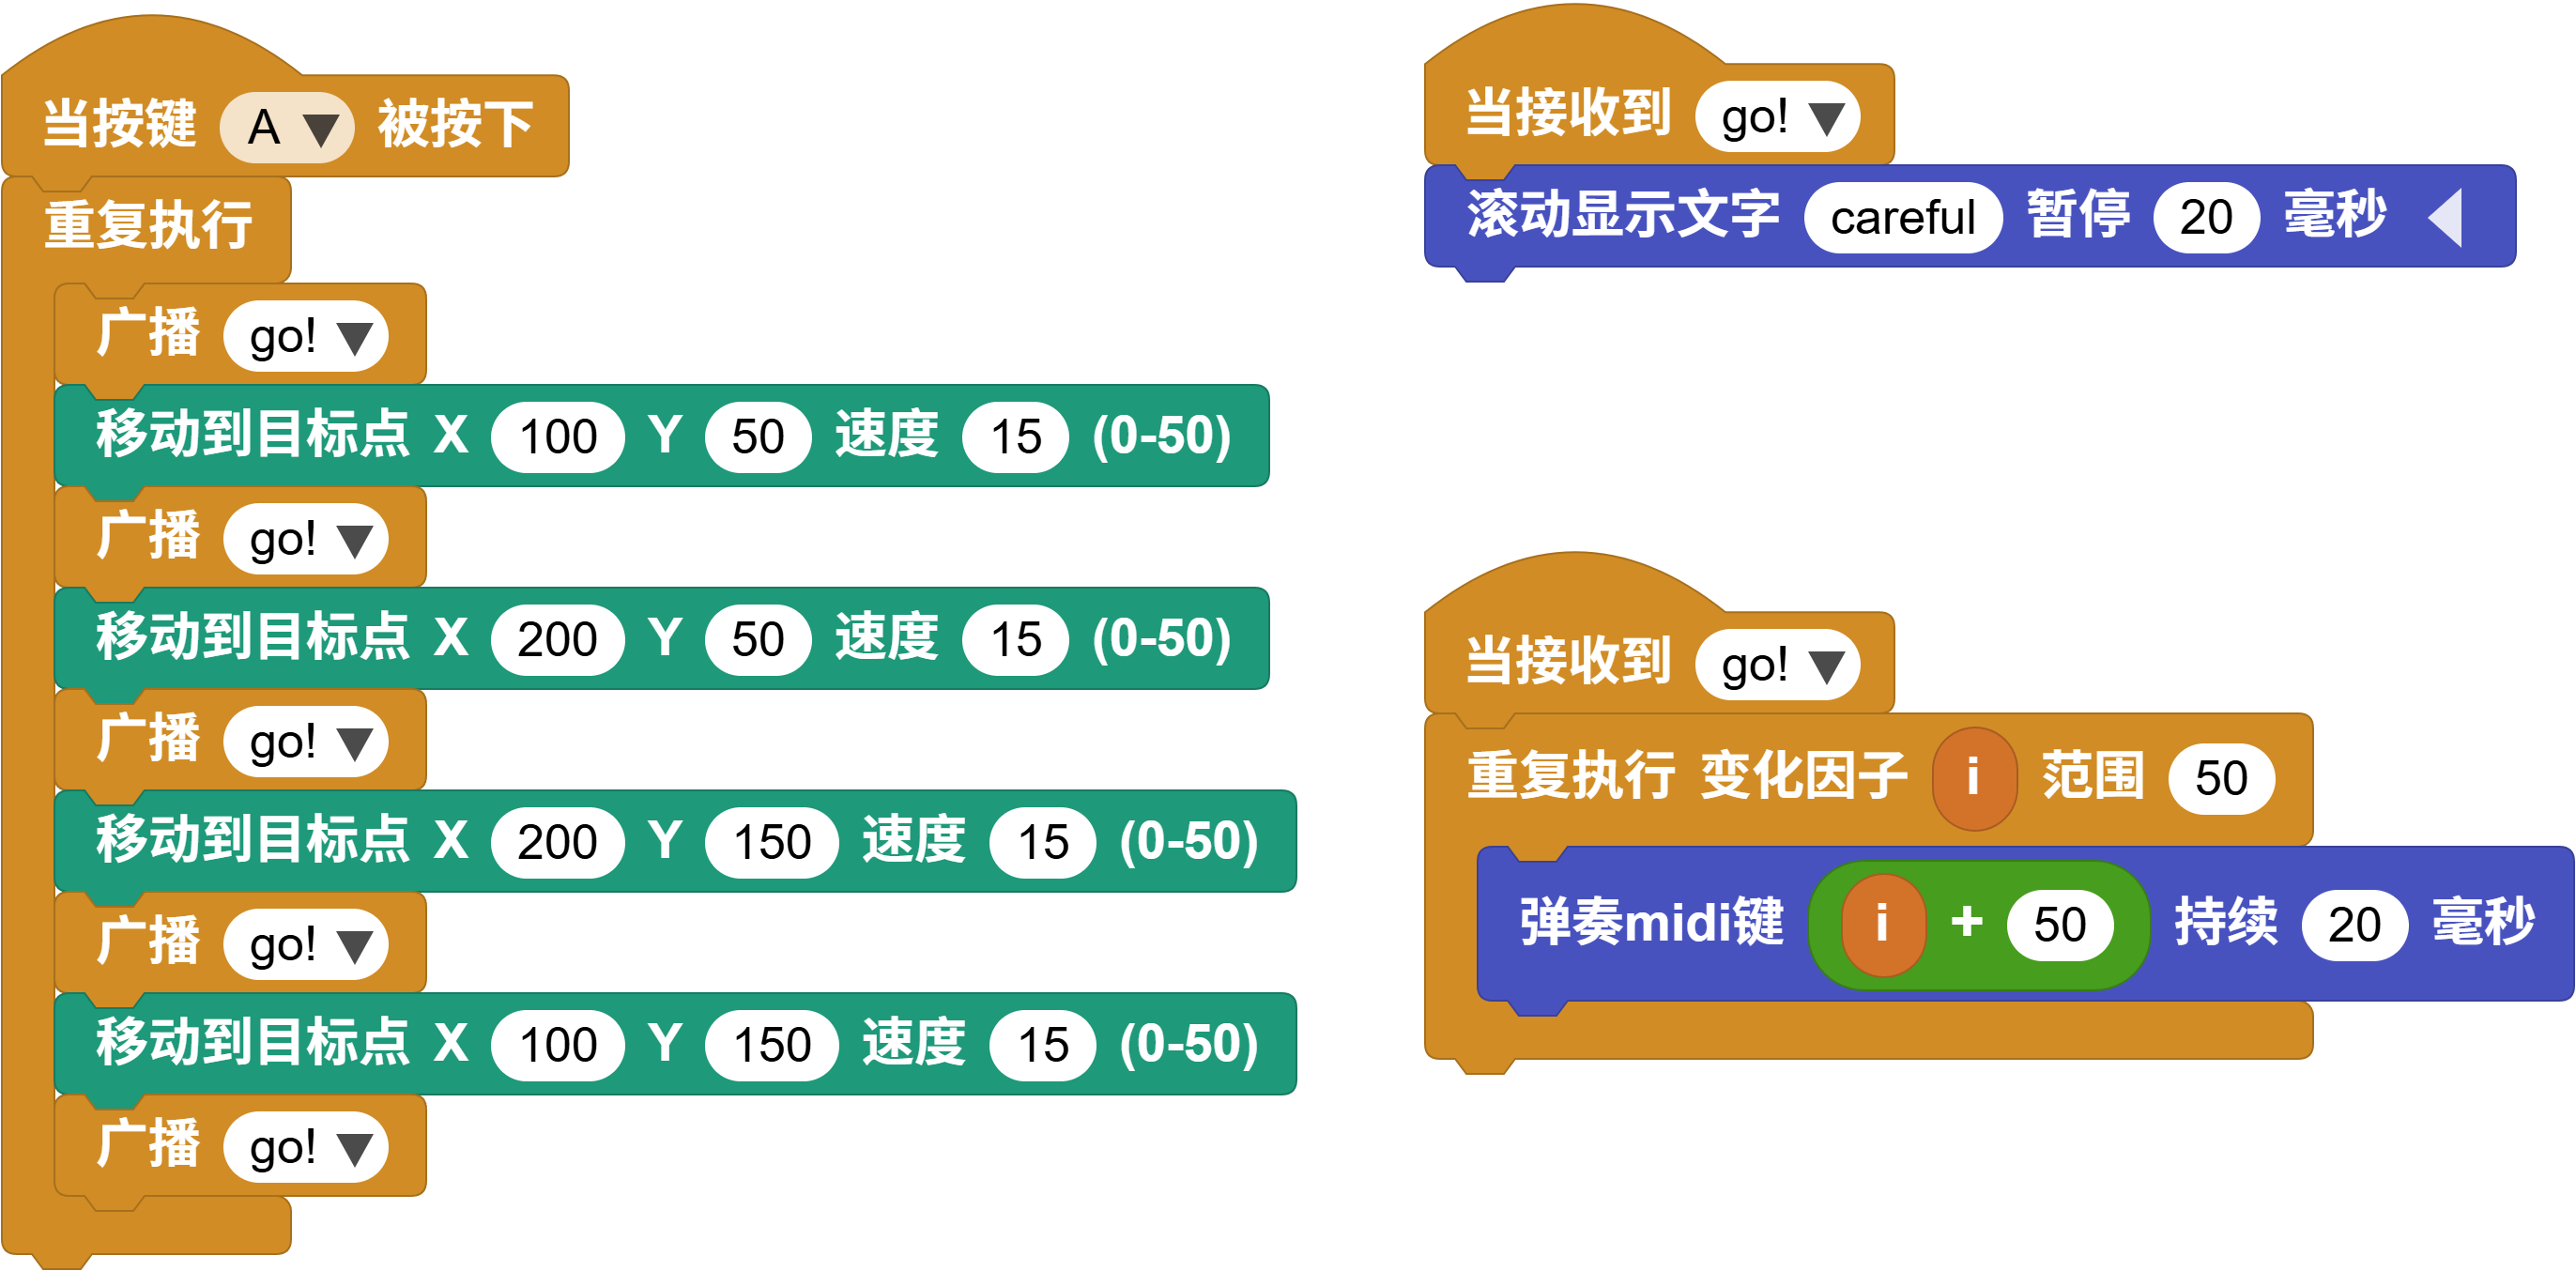 当按键 A 被按下
重复执行
广播 go!
移动到目标点 X 100 Y 50 速度 15 (0-50)
广播 go!
移动到目标点 X 200 Y 50 速度 15 (0-50)
广播 go!
移动到目标点 X 200 Y 150 速度 15 (0-50)
广播 go!
移动到目标点 X 100 Y 150 速度 15 (0-50)
广播 go!
当接收到 go!
滚动显示文字 careful 暂停 20 毫秒
当接收到 go!
重复执行 变化因子 i 范围 50
弹奏midi键 i + 50 持续 20 毫秒